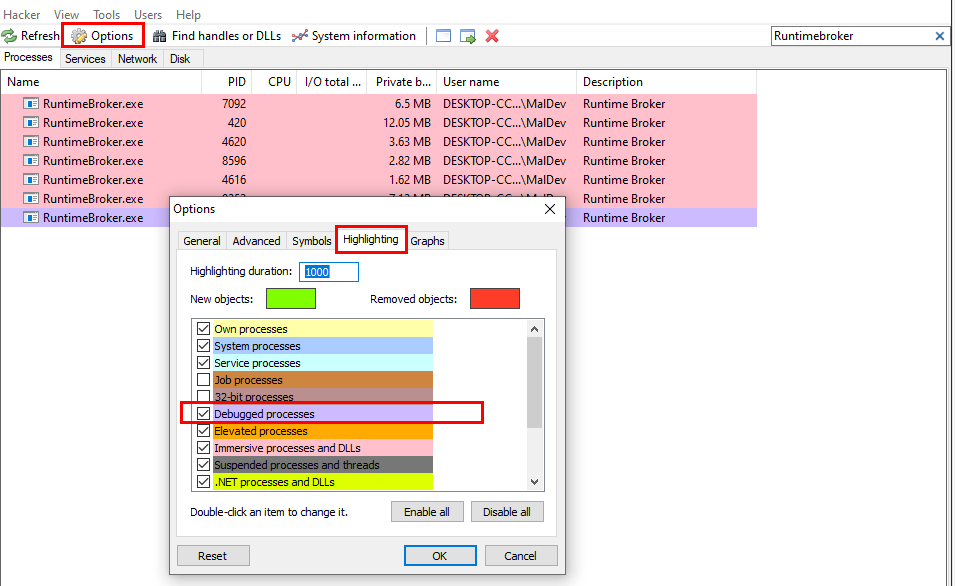 Hacker View Tools Users Help
Refresh Options Find handles or DLLs System information Runtimebroker
Processes Services Network Disk
Name PID CPU I/O total ... Private b... User name Description
RuntimeBroker.exe 7092 6.5 MB DESKTOP-CC...\MalDev Runtime Broker
RuntimeBroker.exe 420 12.05 MB DESKTOP-CC...\MalDev Runtime Broker
RuntimeBroker.exe 4620 3.63 MB DESKTOP-CC...\MalDev Runtime Broker
RuntimeBroker.exe 8596 2.82 MB DESKTOP-CC...\MalDev Runtime Broker
RuntimeBroker.exe 4616 1.62 MB DESKTOP-CC...\MalDev Runtime Broker
RuntimeBroker.exe Runtime Broker
RuntimeBroker.exe Runtime Broker
Options
General Advanced Symbols Highlighting Graphs
Highlighting duration: 1000
New objects: Removed objects:
Own processes
System processes
Service processes
Job processes
32-bit processes
Debugged processes
Elevated processes
Immersive processes and DLLs
Suspended processes and threads
.NET processes and DLLs
Double-click an item to change it. Enable all Disable all
Reset OK Cancel